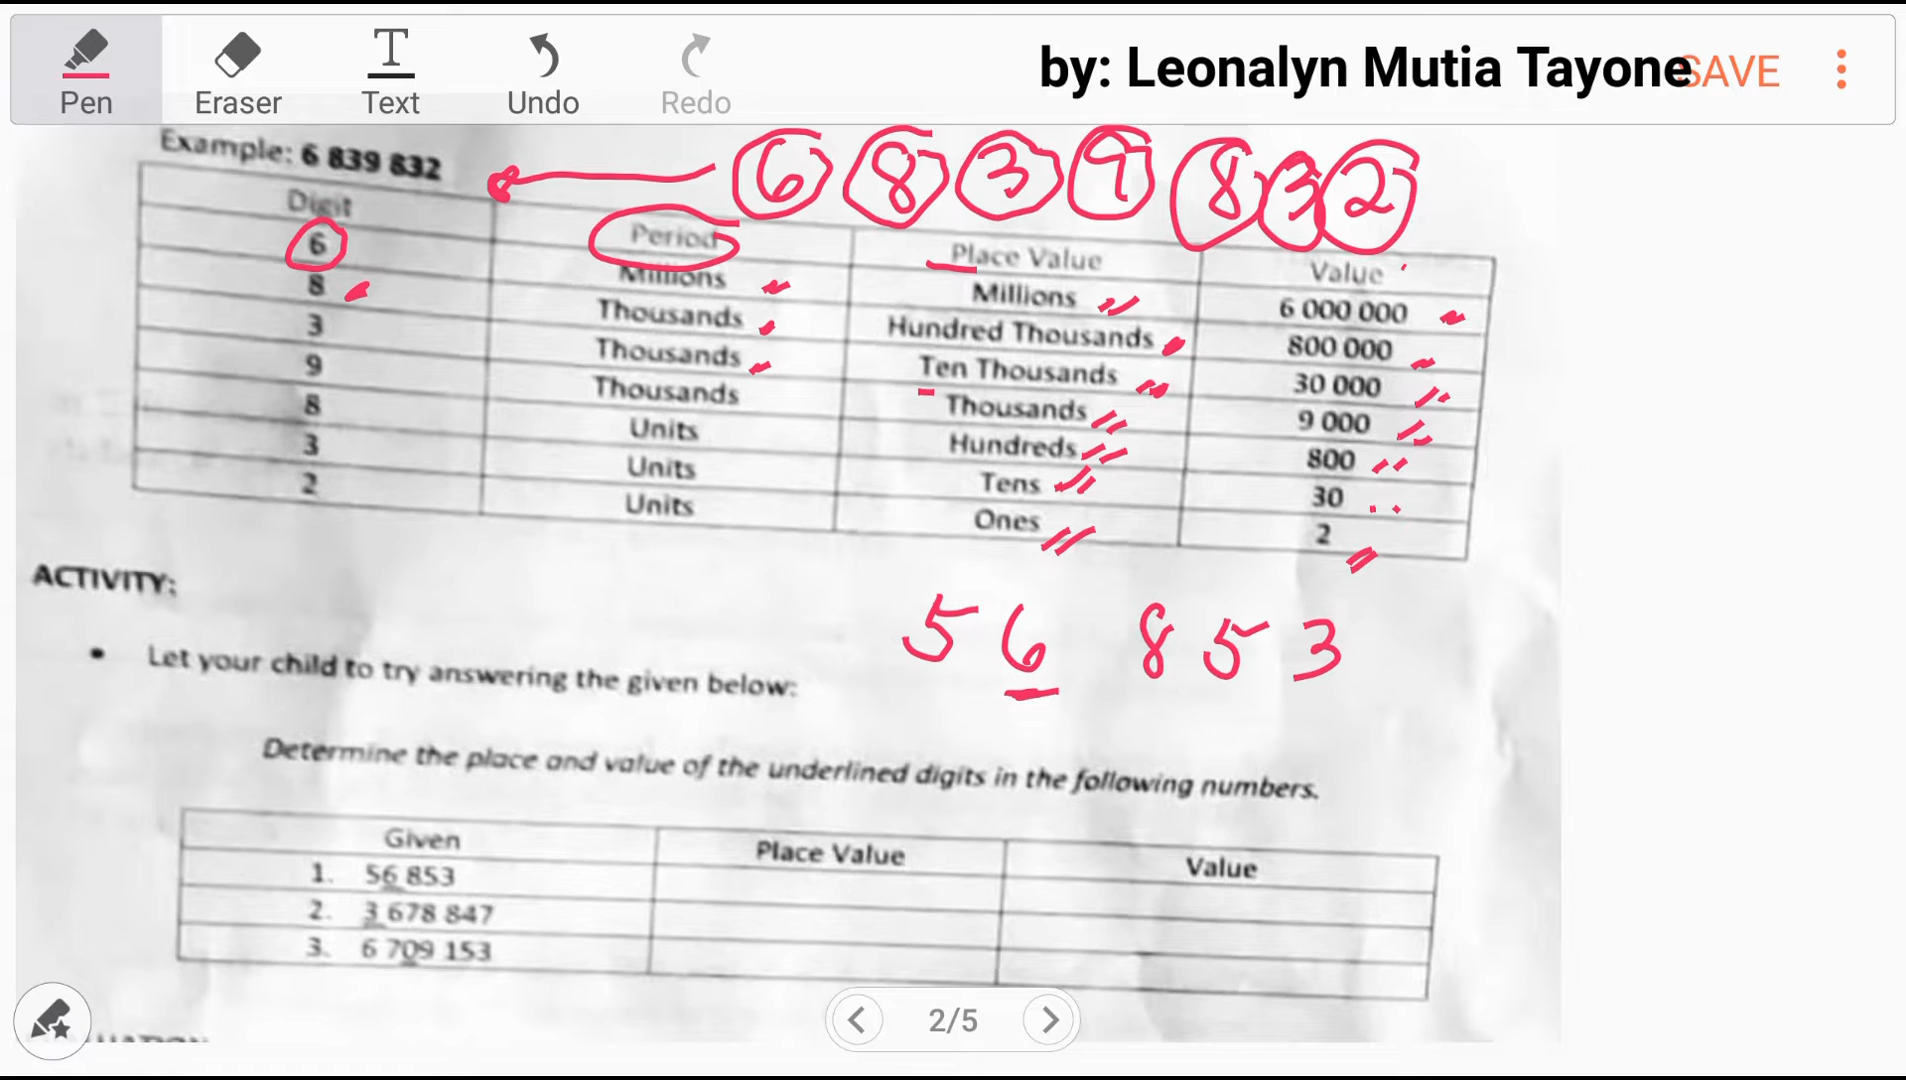 Pen Eraser Text Undo Redo by: Leonalyn Mutia Tayone SAVE
Example: 6 839 832
6 8 3 9 8 3 2
Digit Period Place Value Value
6 Millions Millions 6 000 000
8 Thousands Hundred Thousands 800 000
3 Thousands Ten Thousands 30 000
9 Thousands Thousands 9 000
8 Units Hundreds 800
3 Units Tens 30
2 Units Ones 2
ACTIVITY:
56 853
• Let your child to try answering the given below:
Determine the place and value of the underlined digits in the following numbers.
Given Place Value Value
1. 56 853
2. 3 678 847
3. 6 709 153
2/5